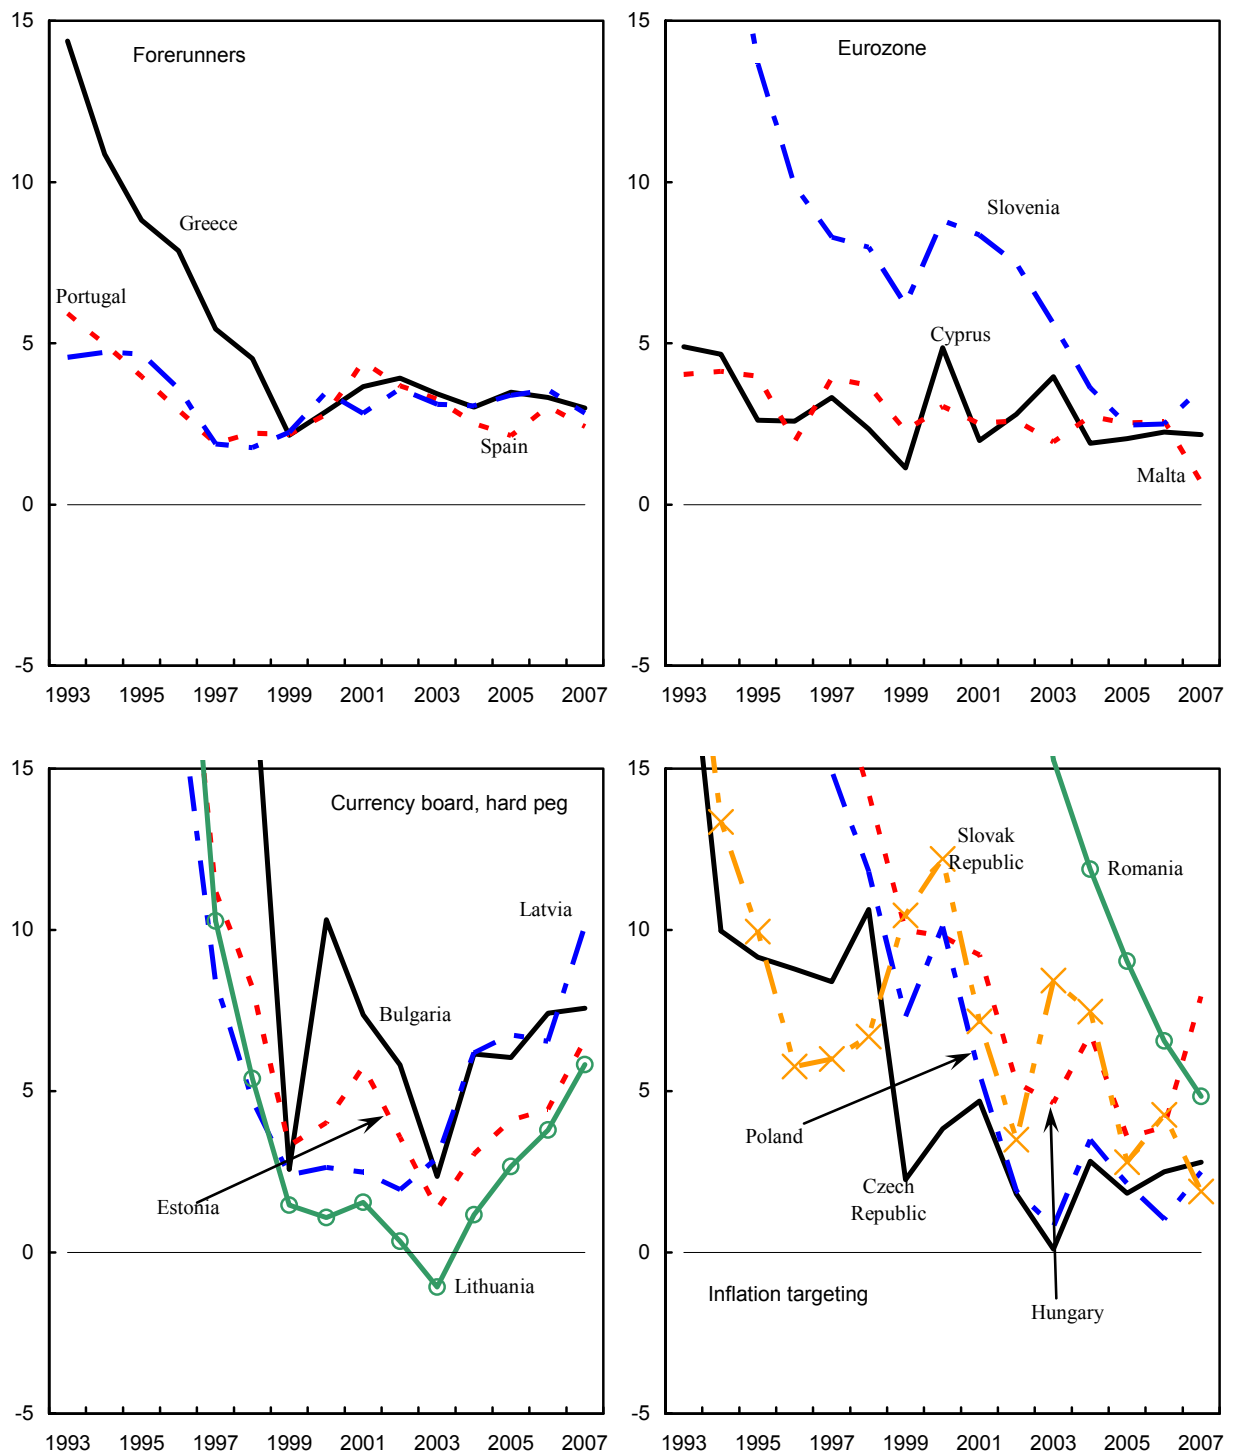 15
10
5
0
-5
Forerunners
Greece
Portugal
Spain
1993 1995 1997 1999 2001 2003 2005 2007
15
10
5
0
-5
Eurozone
Slovenia
Cyprus
Malta
1993 1995 1997 1999 2001 2003 2005 2007
15
10
5
0
-5
Currency board, hard peg
Latvia
Bulgaria
Estonia
Lithuania
1993 1995 1997 1999 2001 2003 2005 2007
15
10
5
0
-5
Slovak
Republic
Romania
Poland
Czech
Republic
Inflation targeting
Hungary
1993 1995 1997 1999 2001 2003 2005 2007